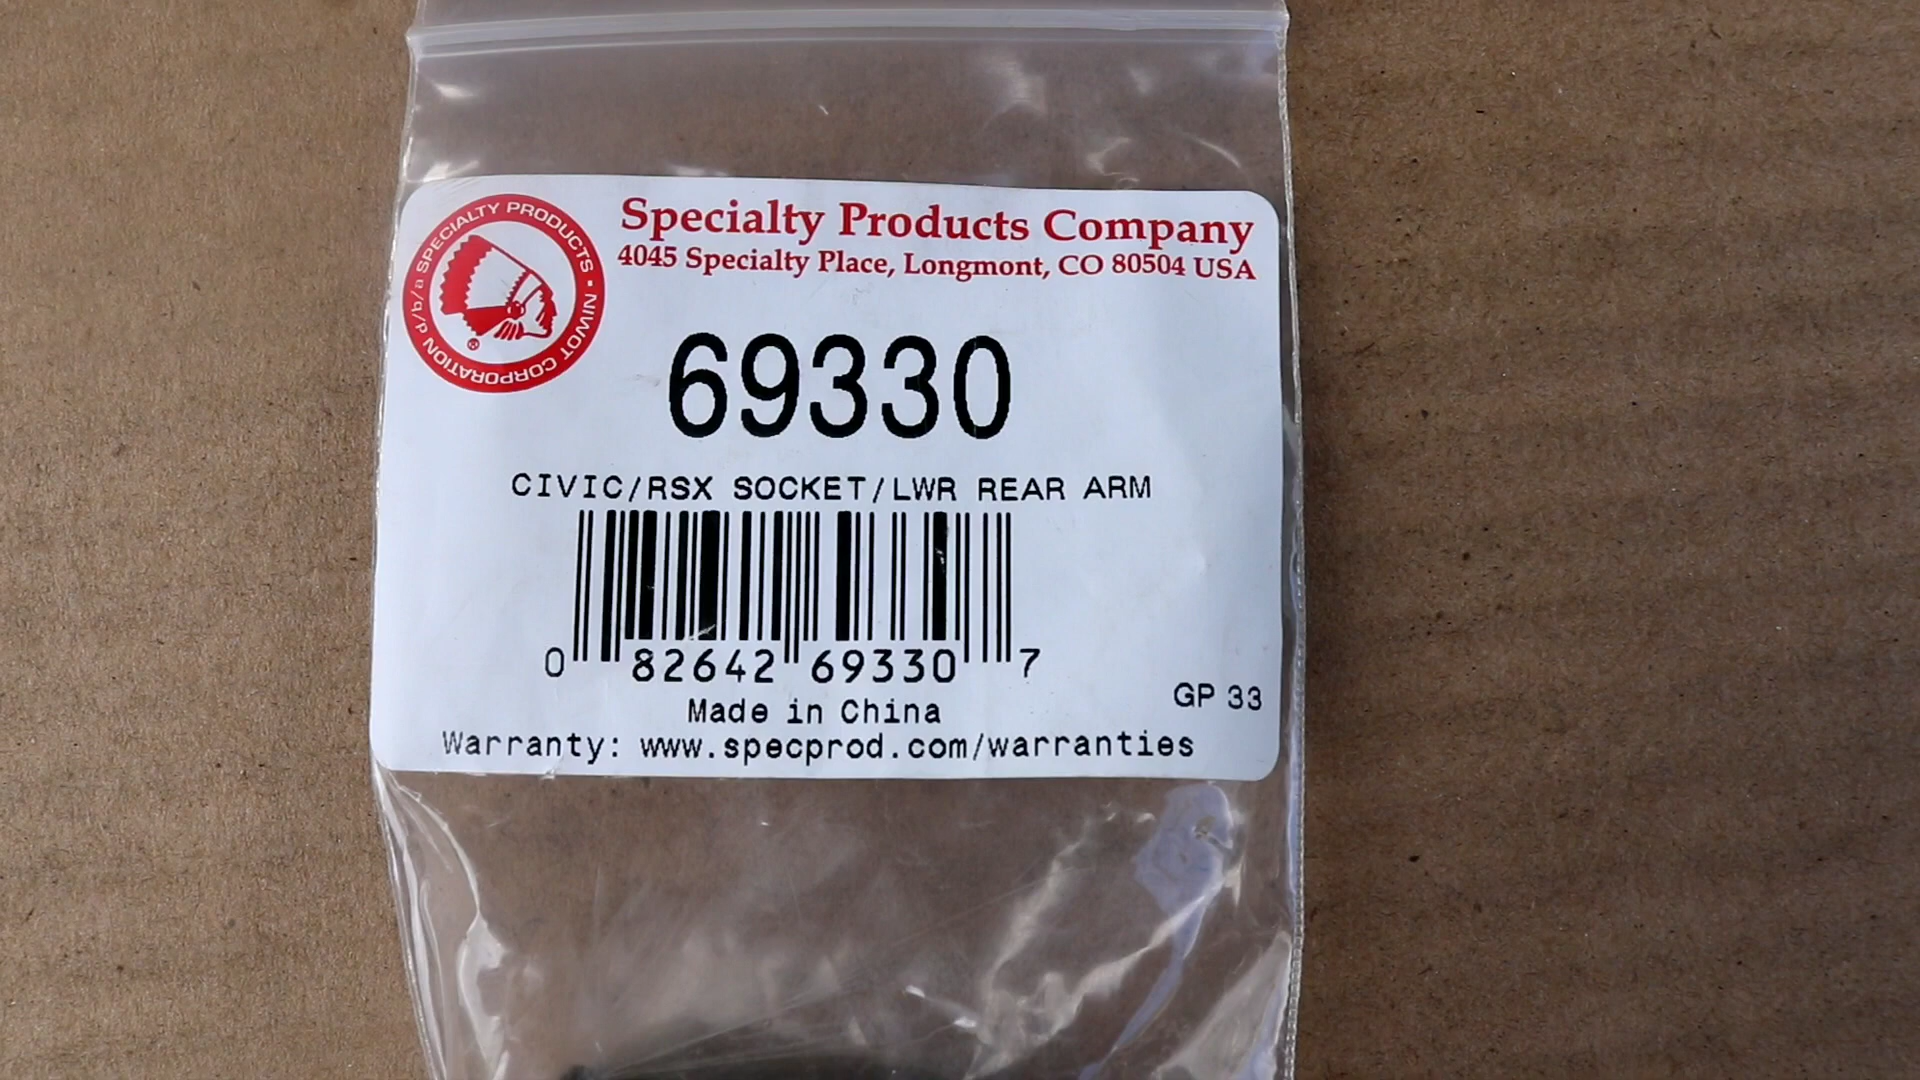 Specialty Products Company
4045 Specialty Place, Longmont, CO 80504 USA
SPECIALTY PRODUCTS • NIWOT CORPORATION d/b/a
®
69330
CIVIC/RSX SOCKET/LWR REAR ARM
0 82642 69330 7
GP 33
Made in China
Warranty: www.specprod.com/warranties